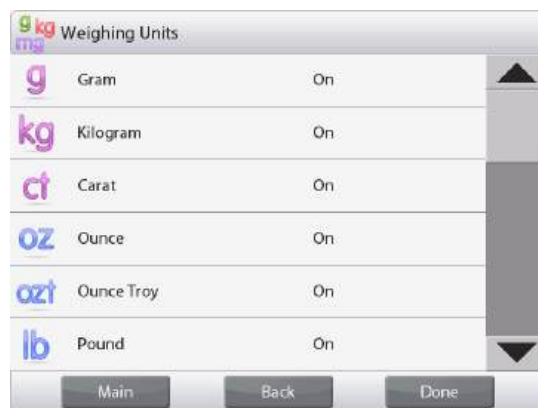 g kg mg Weighing Units
g Gram On
kg Kilogram On
ct Carat On
oz Ounce On
ozt Ounce Troy On
lb Pound On
Main Back Done